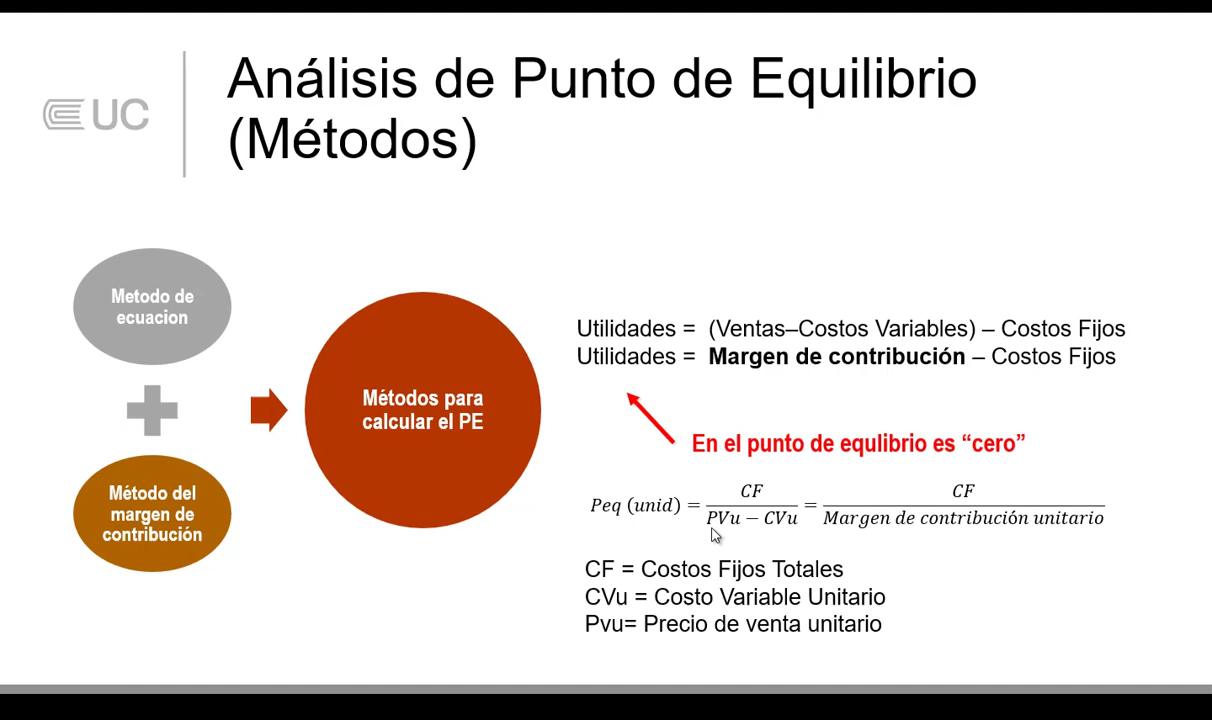 UC
Análisis de Punto de Equilibrio
(Métodos)
Metodo de
ecuacion
Método del
margen de
contribución
Métodos para
calcular el PE
Utilidades = (Ventas–Costos Variables) – Costos Fijos
Utilidades = Margen de contribución – Costos Fijos
En el punto de equlibrio es “cero”
Peq (unid) = CF / (PVu − CVu) = CF / Margen de contribución unitario
CF = Costos Fijos Totales
CVu = Costo Variable Unitario
Pvu= Precio de venta unitario